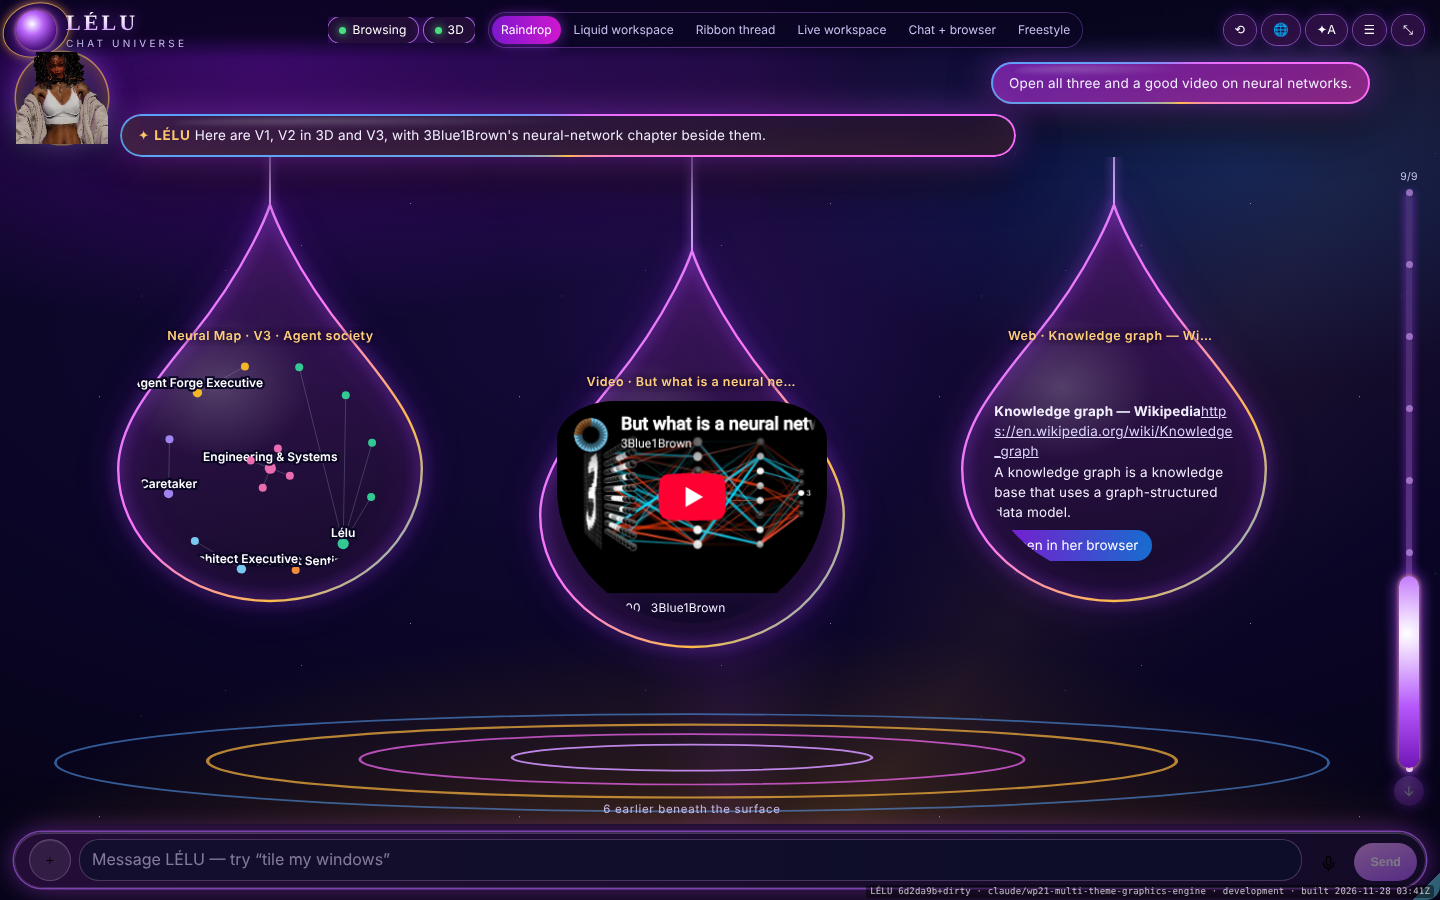 LÉLU
CHAT UNIVERSE
Browsing
3D
Raindrop
Liquid workspace
Ribbon thread
Live workspace
Chat + browser
Freestyle
✦A
Open all three and a good video on neural networks.
✦ LÉLU Here are V1, V2 in 3D and V3, with 3Blue1Brown's neural-network chapter beside them.
9/9
Neural Map · V3 · Agent society
gent Forge Executive
Engineering & Systems
Caretaker
Lélu
chitect Executive
Senti
Video · But what is a neural ne...
But what is a neural net
3Blue1Brown
3
00 3Blue1Brown
Web · Knowledge graph — Wi...
Knowledge graph — Wikipediahttp
s://en.wikipedia.org/wiki/Knowledge
_graph
A knowledge graph is a knowledge
base that uses a graph-structured
data model.
en in her browser
6 earlier beneath the surface
+
Message LÉLU — try “tile my windows”
Send
LÉLU 6d2da9b+dirty · claude/wp21-multi-theme-graphics-engine · development · built 2026-11-28 03:41Z